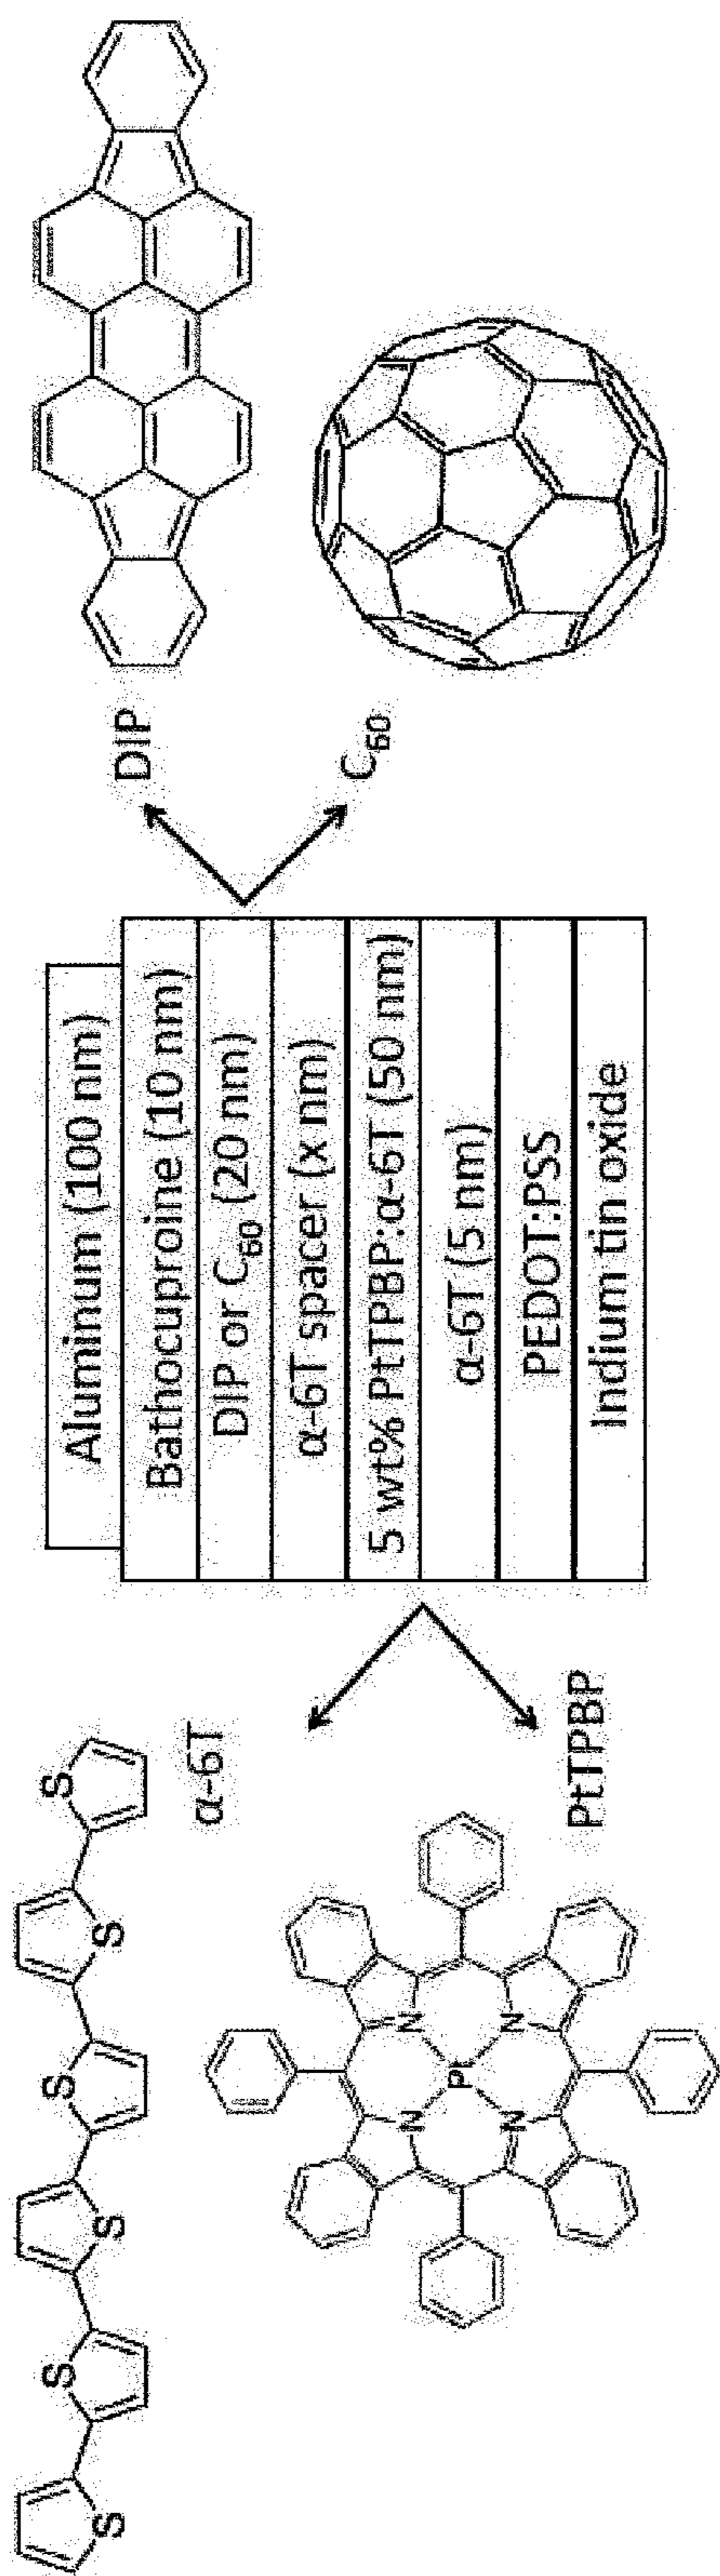 S
S
S
S
S
S
α-6T
N
N
Pt
N
N
PtTPBP
Aluminum (100 nm)
Bathocuproine (10 nm)
DIP or C₆₀ (20 nm)
α-6T spacer (x nm)
5 wt% PtTPBP:α-6T (50 nm)
α-6T (5 nm)
PEDOT:PSS
Indium tin oxide
DIP
C₆₀